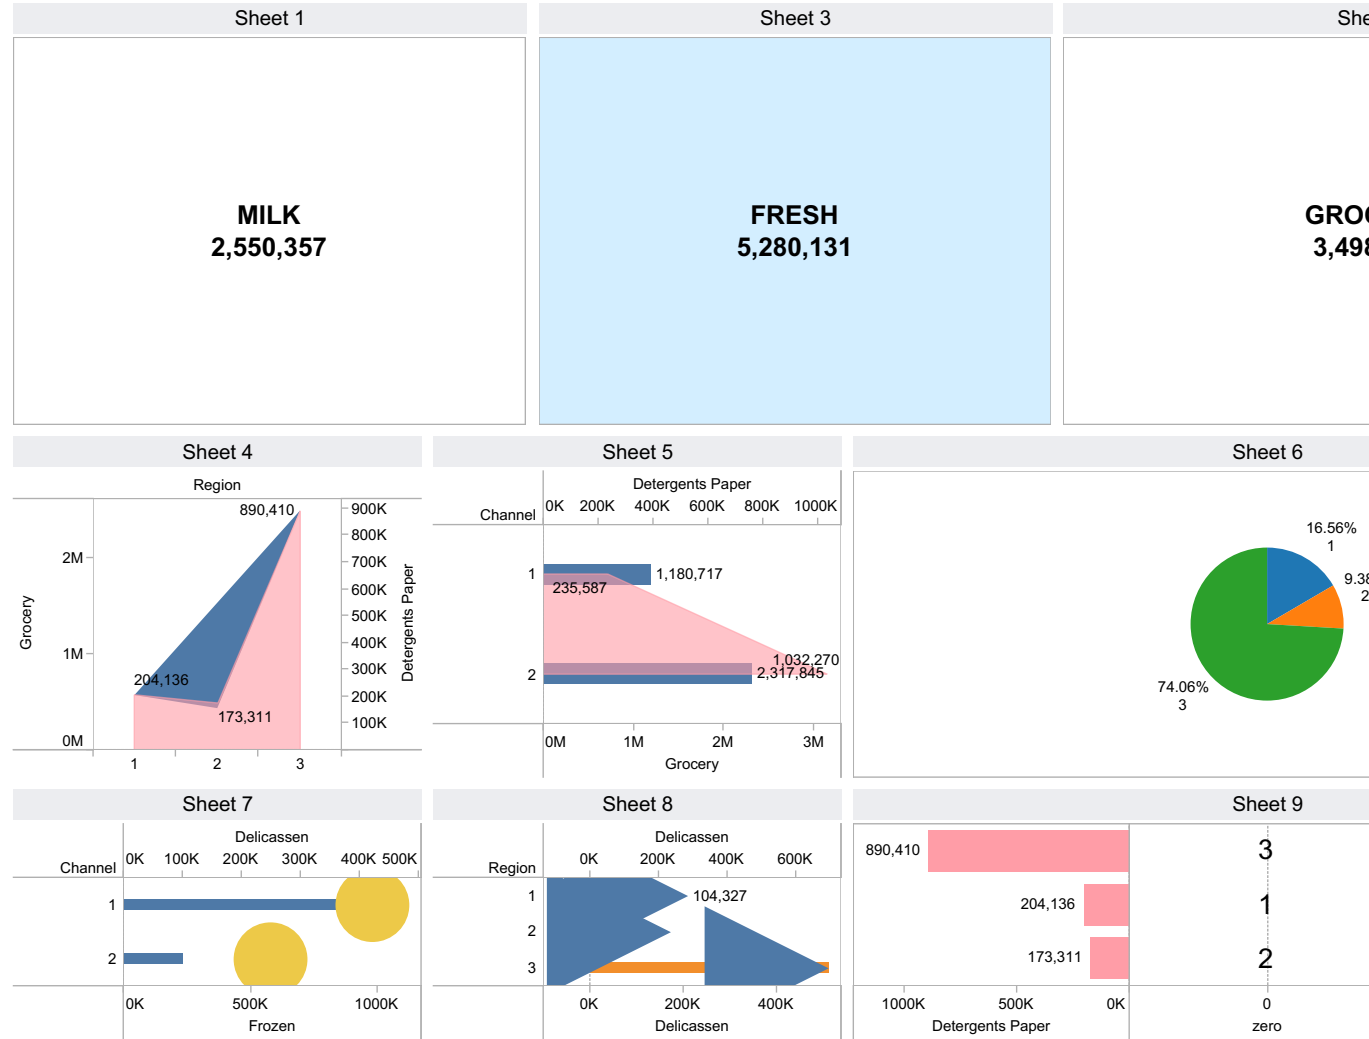 Sheet 1
Sheet 3
MILK
2,550,357
FRESH
5,280,131
Sheet 4
Region
890,410
204,136
173,311
2M
1M
0M
Grocery
900K
800K
700K
600K
500K
400K
300K
200K
100K
Detergents Paper
1 2 3
Sheet 5
Detergents Paper
Channel 0K 200K 400K 600K 800K 1000K
1 1,180,717
235,587
1,032,270
2 2,317,845
0M 1M 2M 3M
Grocery
Sheet 6
16.56%
1
2
74.06%
3
Sheet 7
Delicassen
0K 100K 200K 300K 400K 500K
Channel
1
2
0K 500K 1000K
Frozen
Sheet 8
Delicassen
0K 200K 400K 600K
Region
1 104,327
2
3
0K 200K 400K
Delicassen
Sheet 9
890,410 3
204,136 1
173,311 2
1000K 500K 0K 0
Detergents Paper zero